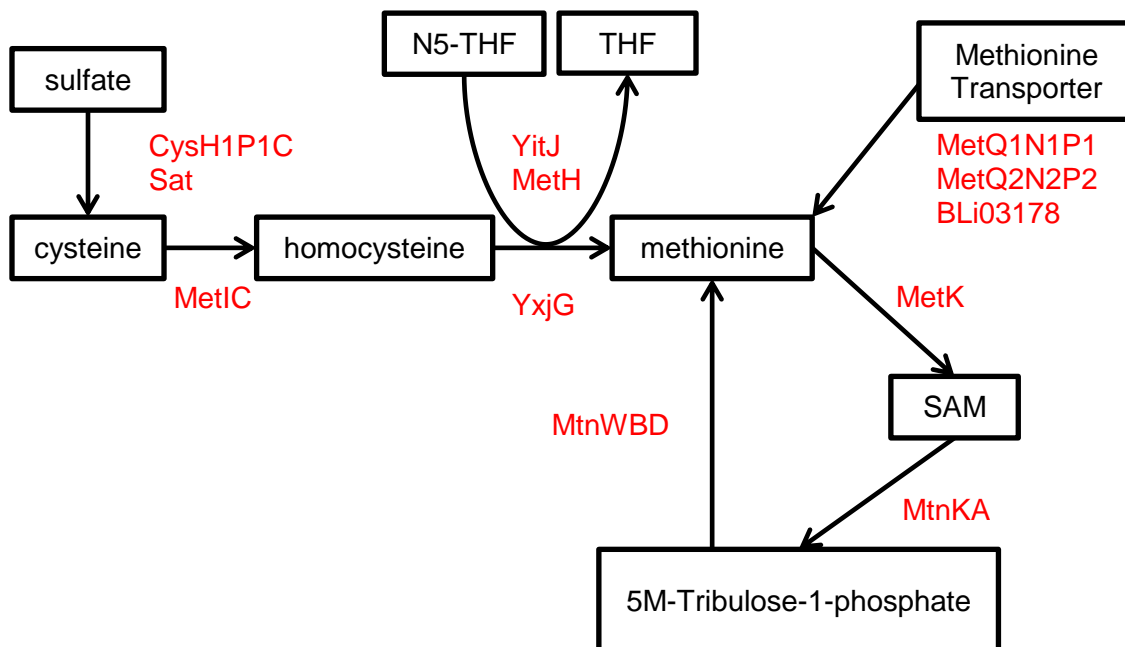 N5-THF
THF
sulfate
Methionine
Transporter
CysH1P1C
Sat
YitJ
MetH
MetQ1N1P1
MetQ2N2P2
BLi03178
cysteine
homocysteine
methionine
MetIC
YxjG
MetK
SAM
MtnWBD
MtnKA
5M-Tribulose-1-phosphate